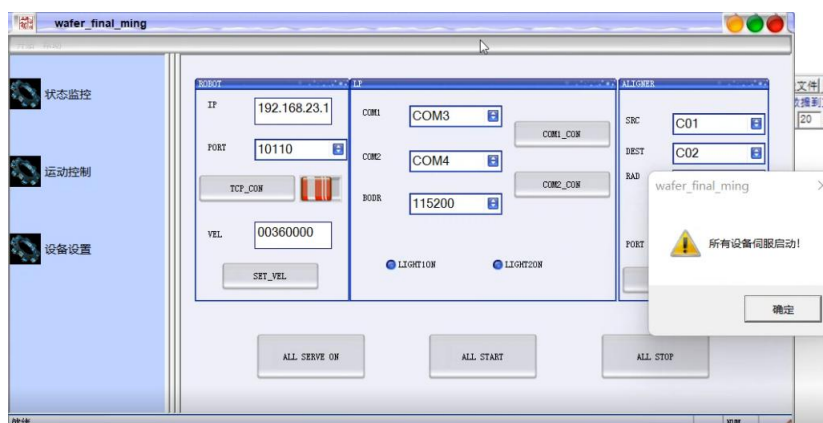 wafer_final_ming
状态监控
运动控制
设备设置
ROBOT
IP
192.168.23.1
PORT
10110
TCP_CON
VEL
00360000
SET_VEL
COM1
COM3
COM1_CON
COM2
COM4
COM2_CON
BODR
115200
LIGHT1ON
LIGHT2ON
ALIGNER
SRC
C01
DEST
C02
RAD
PORT
文件
20
wafer_final_ming
所有设备伺服启动!
确定
ALL SERVE ON
ALL START
ALL STOP